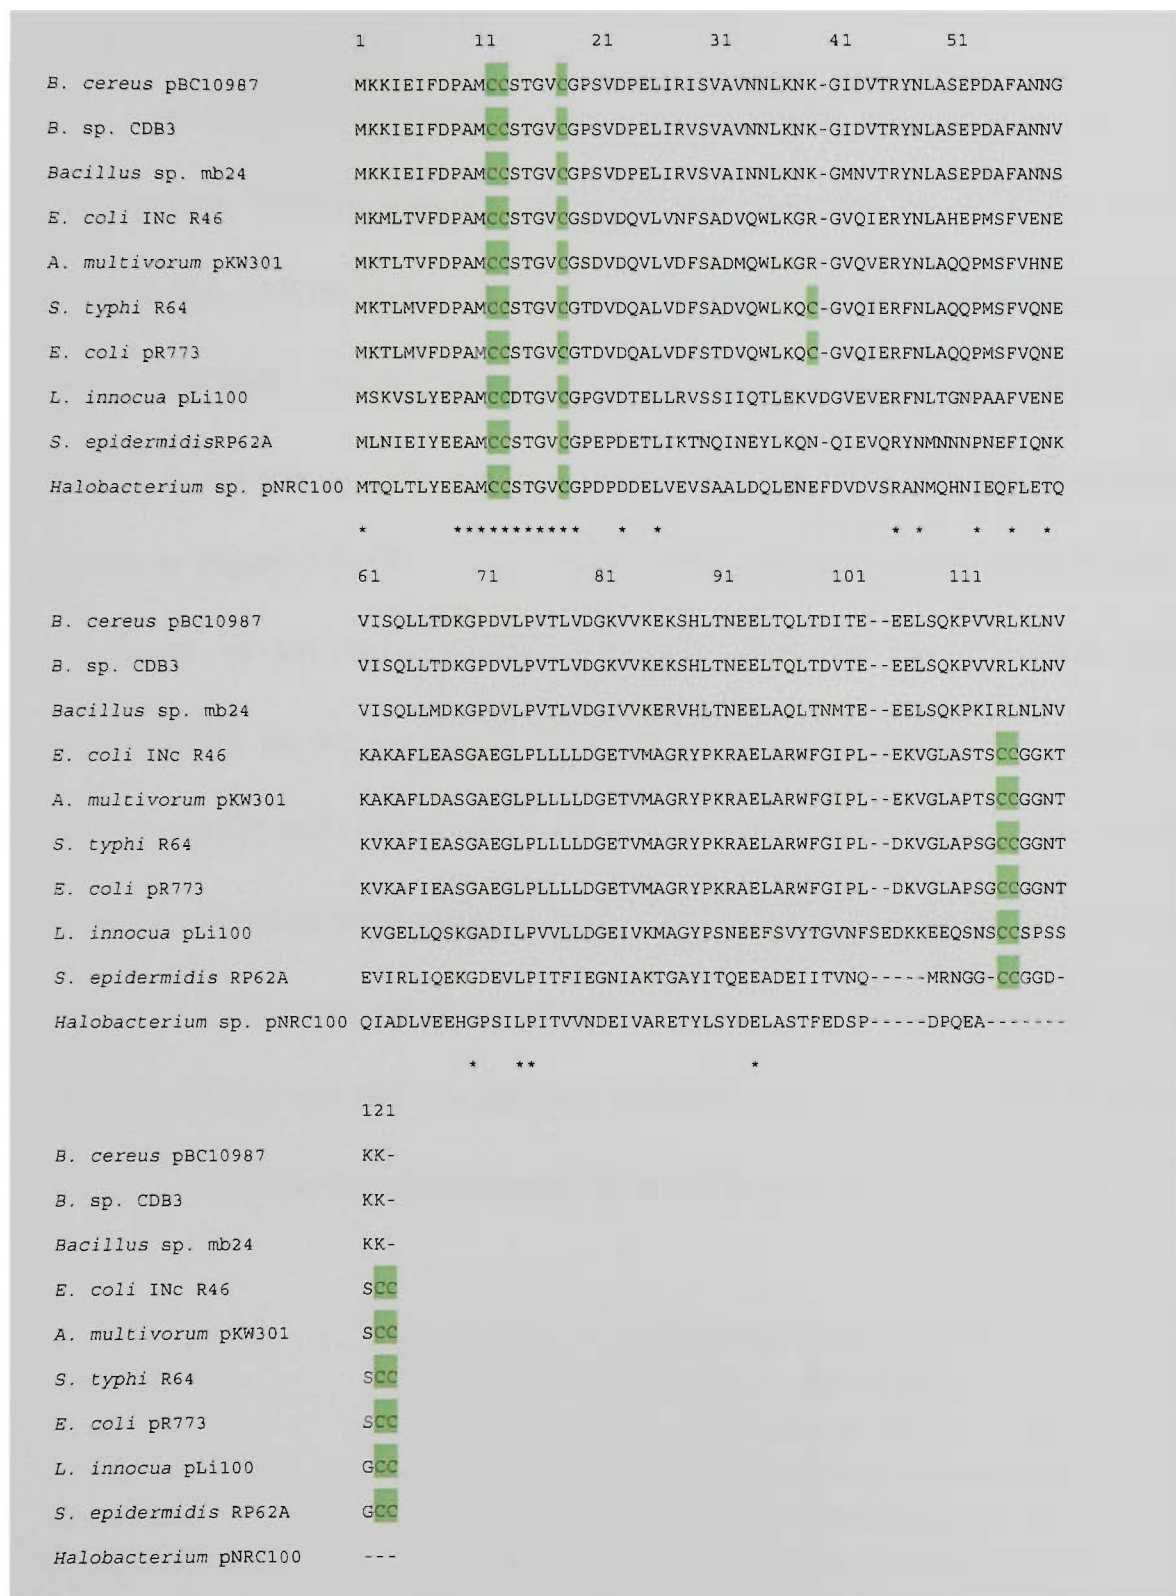 1 11 21 31 41 51
B. cereus pBC10987 MKKIEIFDPAMCCSTGVCGPSVDPELIRISVAVNNLKNK-GIDVTRYNLASEPDAFANNG
B. sp. CDB3 MKKIEIFDPAMCCSTGVCGPSVDPELIRVSVAVNNLKNK-GIDVTRYNLASEPDAFANNV
Bacillus sp. mb24 MKKIEIFDPAMCCSTGVCGPSVDPELIRVSVAINNLKNK-GMNVTRYNLASEPDAFANNS
E. coli INc R46 MKMLTVFDPAMCCSTGVCGSDVDQVLVNFSADVQWLKGR-GVQIERYNLAHEPMSFVENE
A. multivorum pKW301 MKTLTVFDPAMCCSTGVCGSDVDQVLVDFSADMQWLKGR-GVQVERYNLAQQPMSFVHNE
S. typhi R64 MKTLMVFDPAMCCSTGVCGTDVDQALVDFSADVQWLKQC-GVQIERFNLAQQPMSFVQNE
E. coli pR773 MKTLMVFDPAMCCSTGVCGTDVDQALVDFSTDVQWLKQC-GVQIERFNLAQQPMSFVQNE
L. innocua pLi100 MSKVSLYEPAMCCDTGVCGPGVDTELLRVSSIIQTLEKVDGVEVERFNLTGNPAAFVENE
S. epidermidisRP62A MLNIEIYEEAMCCSTGVCGPEPDETLIKTNQINEYLKQN-QIEVQRYNMNNNPNEFIQNK
Halobacterium sp. pNRC100 MTQLTLYEEAMCCSTGVCGPDPDDELVEVSAALDQLENEFDVDVSRANMQHNIEQFLETQ
* *********** * * * * * * *
61 71 81 91 101 111
B. cereus pBC10987 VISQLLTDKGPDVLPVTLVDGKVVKEKSHLTNEELTQLTDITE--EELSQKPVVRLKLNV
B. sp. CDB3 VISQLLTDKGPDVLPVTLVDGKVVKEKSHLTNEELTQLTDVTE--EELSQKPVVRLKLNV
Bacillus sp. mb24 VISQLLMDKGPDVLPVTLVDGIVVKERVHLTNEELAQLTNMTE--EELSQKPKIRLNLNV
E. coli INc R46 KAKAFLEASGAEGLPLLLLDGETVMAGRYPKRAELARWFGIPL--EKVGLASTSCCGGKT
A. multivorum pKW301 KAKAFLDASGAEGLPLLLLDGETVMAGRYPKRAELARWFGIPL--EKVGLAPTSCCGGNT
S. typhi R64 KVKAFIEASGAEGLPLLLLDGETVMAGRYPKRAELARWFGIPL--DKVGLAPSGCCGGNT
E. coli pR773 KVKAFIEASGAEGLPLLLLDGETVMAGRYPKRAELARWFGIPL--DKVGLAPSGCCGGNT
L. innocua pLi100 KVGELLQSKGADILPVVLLDGEIVKMAGYPSNEEFSVYTGVNFSEDKKEEQSNSCCSPSS
S. epidermidis RP62A EVIRLIQEKGDEVLPITFIEGNIAKTGAYITQEEADEIITVNQ-----MRNGG-CCGGD-
Halobacterium sp. pNRC100 QIADLVEEHGPSILPITVVNDEIVARETYLSYDELASTFEDSP-----DPQEA-------
* ** *
121
B. cereus pBC10987 KK-
B. sp. CDB3 KK-
Bacillus sp. mb24 KK-
E. coli INc R46 SCC
A. multivorum pKW301 SCC
S. typhi R64 SCC
E. coli pR773 SCC
L. innocua pLi100 GCC
S. epidermidis RP62A GCC
Halobacterium pNRC100 ---